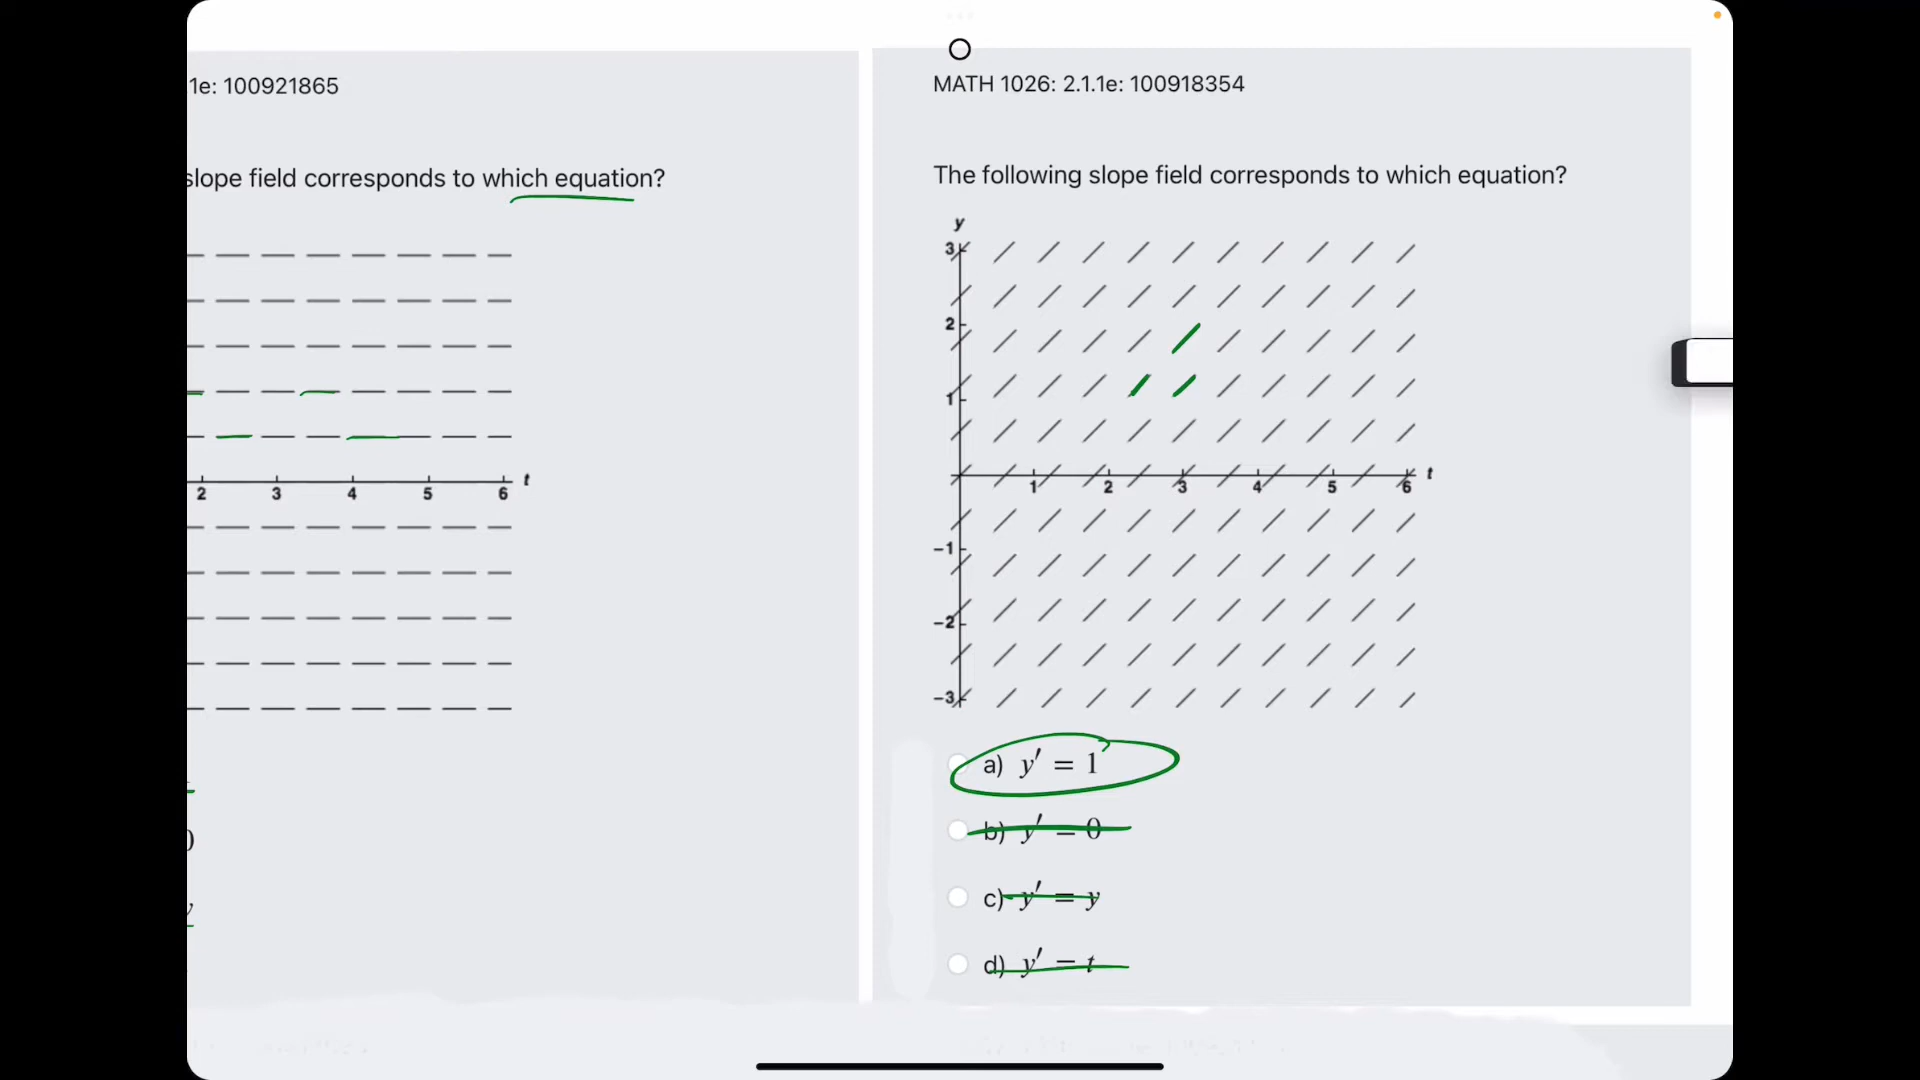 1e: 100921865
slope field corresponds to which equation?
t
2 3 4 5 6
MATH 1026: 2.1.1e: 100918354
The following slope field corresponds to which equation?
y
3
2
1
t
1 2 3 4 5 6
−1
−2
−3
a) y′ = 1
b) y′ = 0
c) y′ = y
d) y′ = t